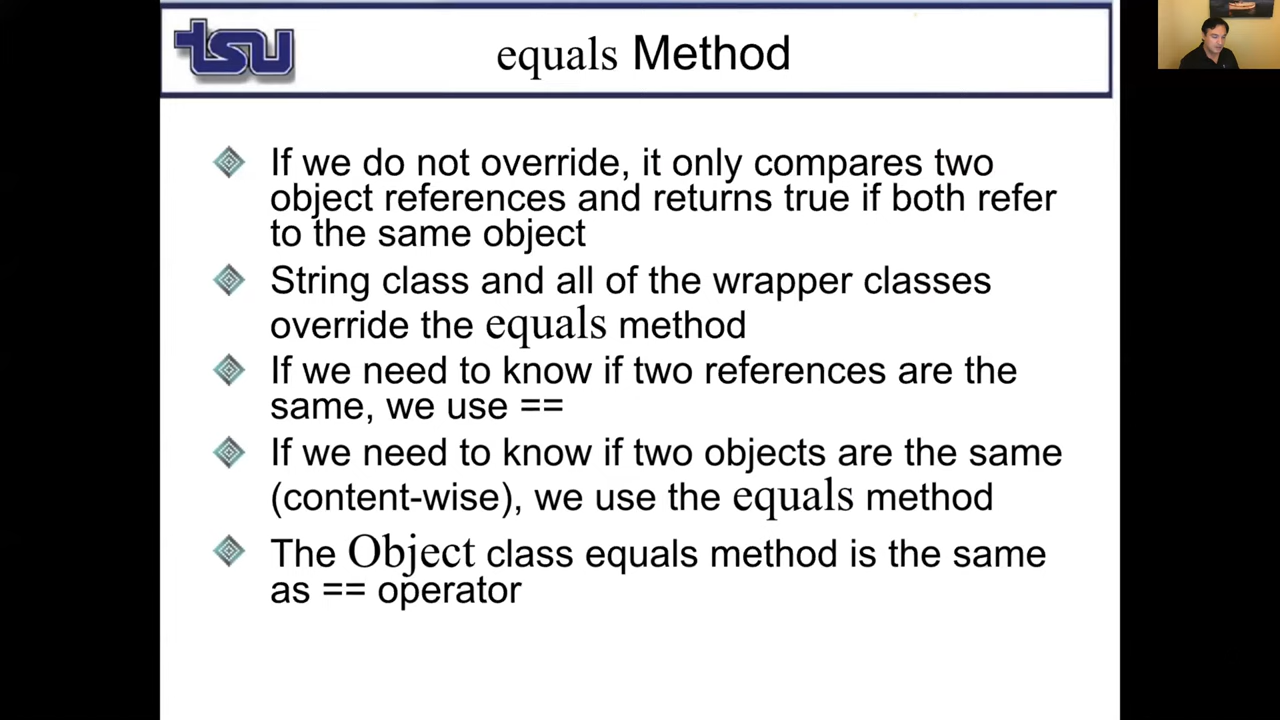 tsu
equals Method
If we do not override, it only compares two
object references and returns true if both refer
to the same object
String class and all of the wrapper classes
override the equals method
If we need to know if two references are the
same, we use ==
If we need to know if two objects are the same
(content-wise), we use the equals method
The Object class equals method is the same
as == operator